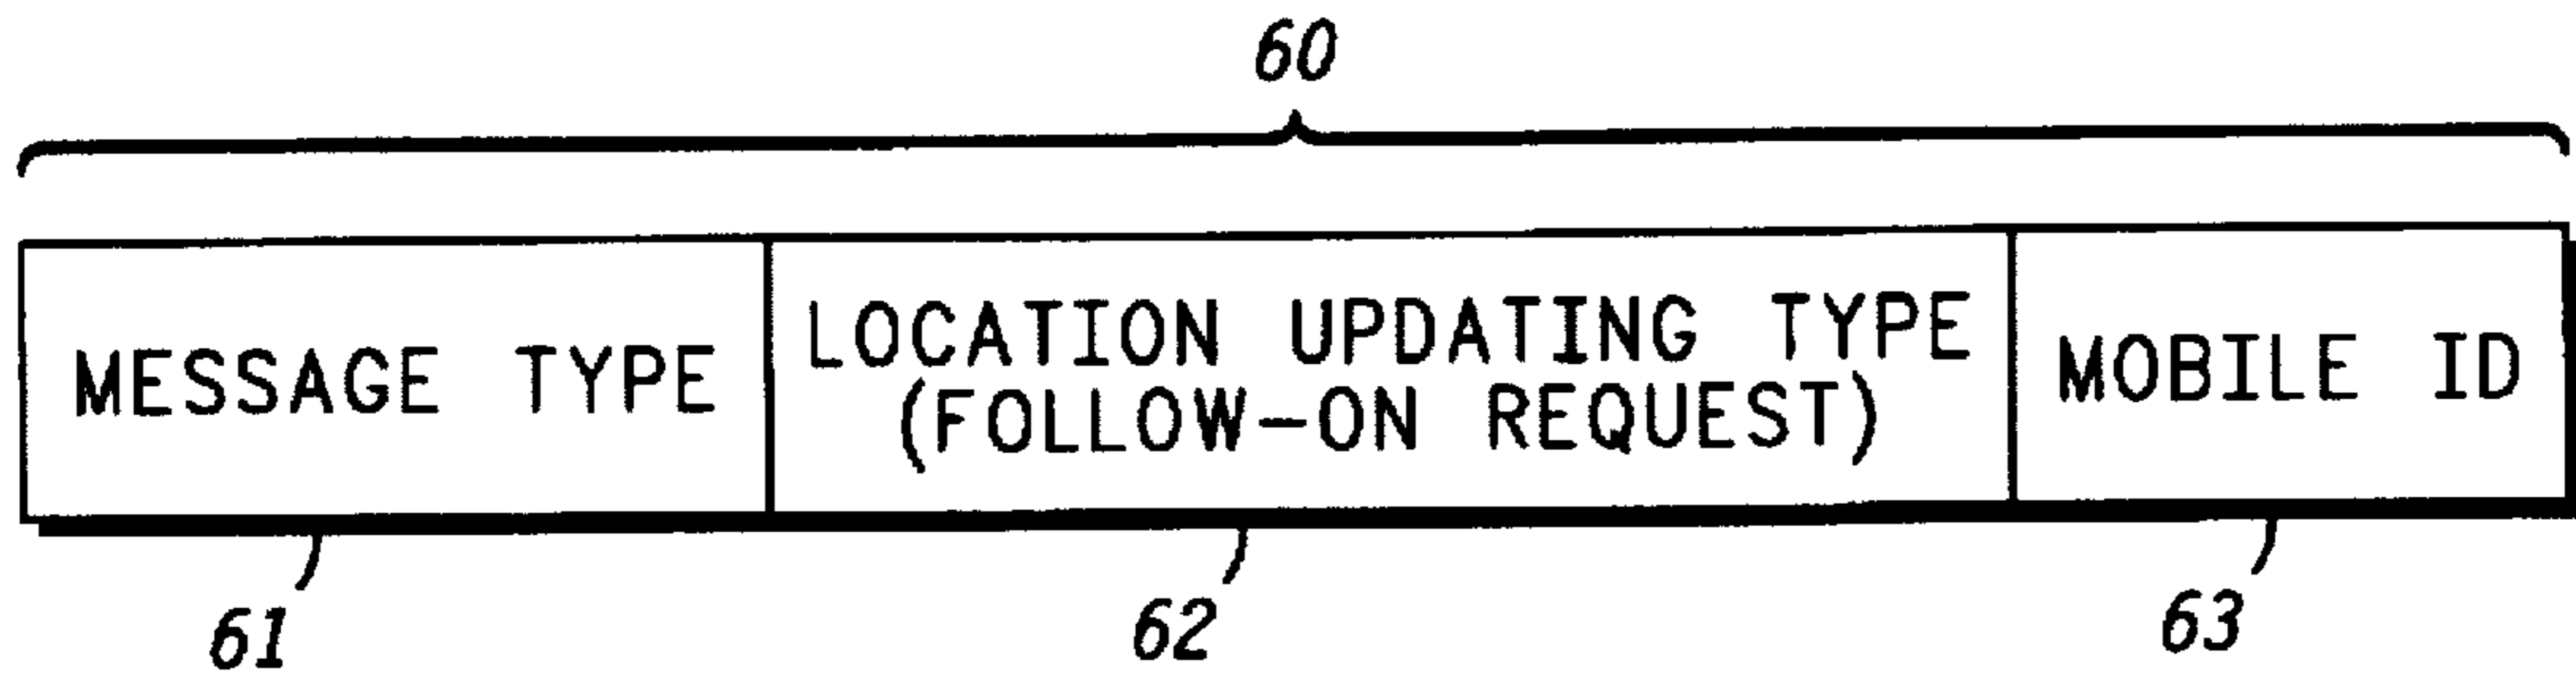 60
MESSAGE TYPE
LOCATION UPDATING TYPE
(FOLLOW-ON REQUEST)
MOBILE ID
61
62
63